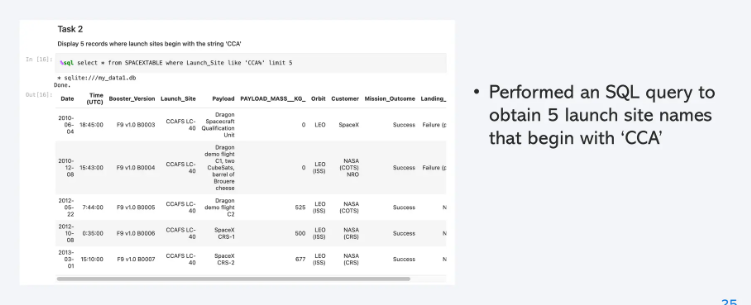 Task 2
Display 5 records where launch sites begin with the string 'CCA'
In [16]: %sql select * from SPACEXTABLE where Launch_Site like 'CCA%' limit 5
* sqlite:///my_data1.db
Done.
Out[16]: Date Time (UTC) Booster_Version Launch_Site Payload PAYLOAD_MASS__KG_ Orbit Customer Mission_Outcome Landing_
2010-06-04 18:45:00 F9 v1.0 B0003 CCAFS LC-40 Dragon Spacecraft Qualification Unit 0 LEO SpaceX Success Failure (p
2010-12-08 15:43:00 F9 v1.0 B0004 CCAFS LC-40 Dragon demo flight C1, two CubeSats, barrel of Brouere cheese 0 LEO (ISS) NASA (COTS) NRO Success Failure (p
2012-05-22 7:44:00 F9 v1.0 B0005 CCAFS LC-40 Dragon demo flight C2 525 LEO (ISS) NASA (COTS) Success N
2012-10-08 0:35:00 F9 v1.0 B0006 CCAFS LC-40 SpaceX CRS-1 500 LEO (ISS) NASA (CRS) Success N
2013-03-01 15:10:00 F9 v1.0 B0007 CCAFS LC-40 SpaceX CRS-2 677 LEO (ISS) NASA (CRS) Success N
• Performed an SQL query to
obtain 5 launch site names
that begin with ‘CCA’
25